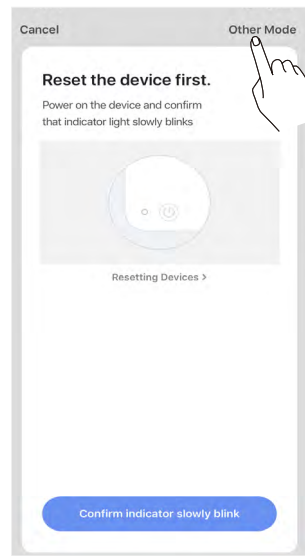 Cancel
Other Mode
Reset the device first.
Power on the device and confirm
that indicator light slowly blinks
Resetting Devices >
Confirm indicator slowly blink